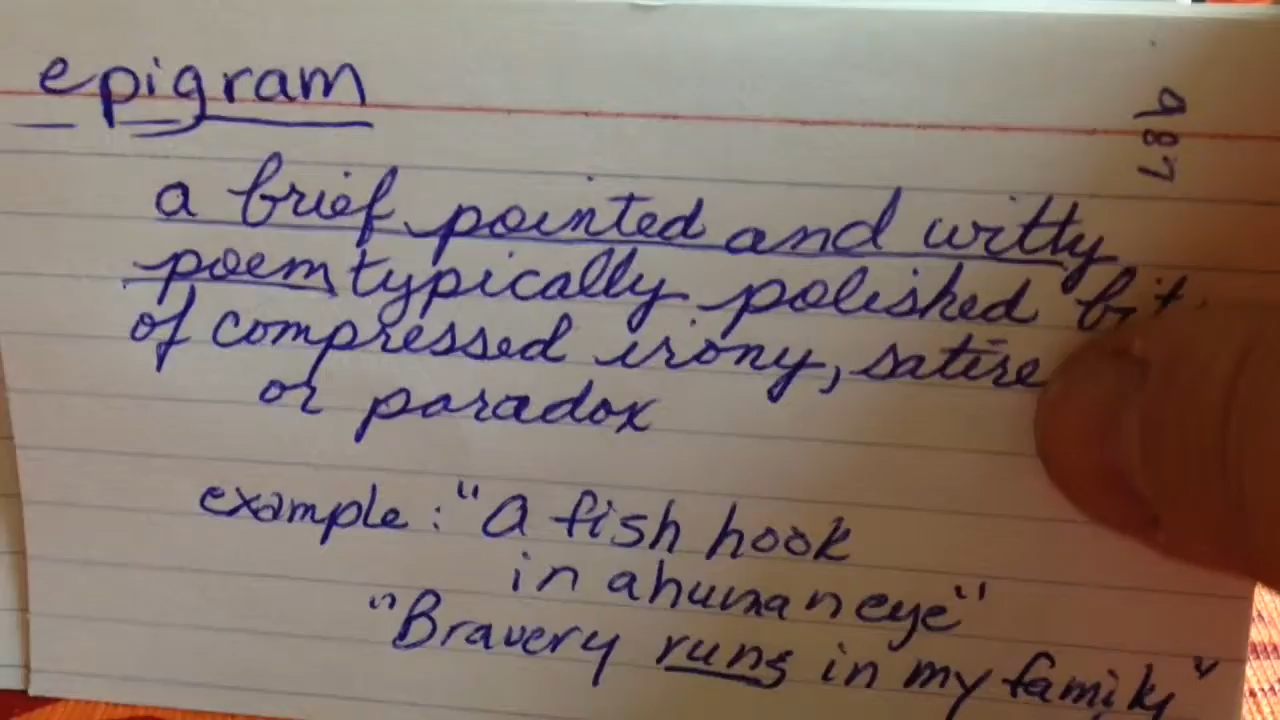 epigram
987
a brief pointed and witty
poem typically polished bit
of compressed irony, satire
or paradox
example: "A fish hook
in a human eye"
"Bravery runs in my family"